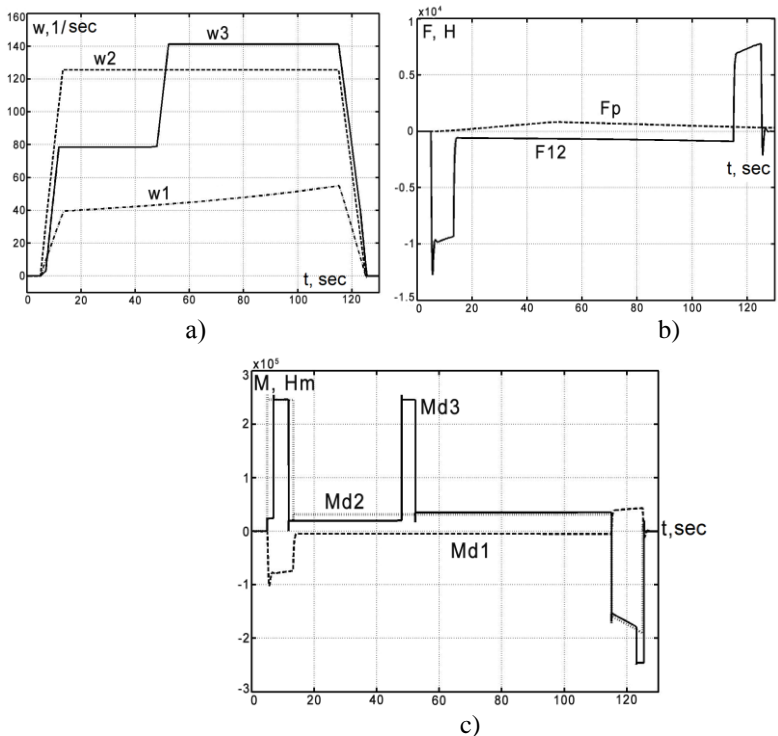 w,1/sec
160
140
120
100
80
60
40
20
0
w3
w2
w1
t, sec
0 20 40 60 80 100 120
a)
x10⁴
F, H
1.0
0.5
0
-0.5
-1
-1.5
Fp
F12
t, sec
0 20 40 60 80 100 120
b)
x10⁵
M, Hm
3
2
1
0
-1
-2
-3
Md3
Md2
Md1
t,sec
0 20 40 60 80 100 120
c)